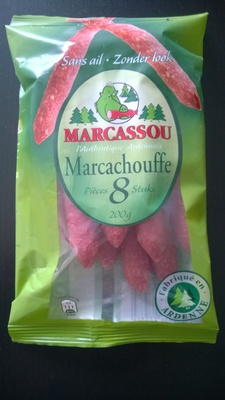 Sans ail · Zonder look
MARCASSOU
l'Authentique Ardennais
Marcachouffe
Pièces 8 Stuks
200g
Fabriqué en
ARDENNE